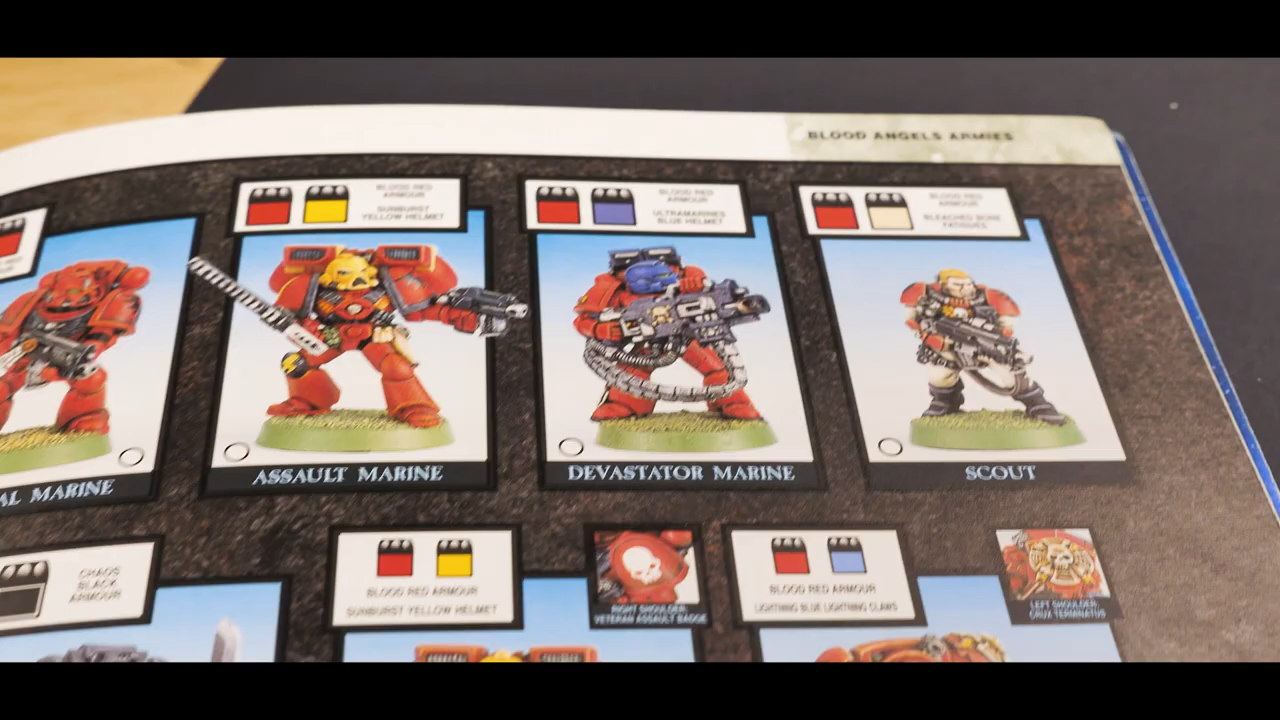 BLOOD ANGELS ARMIES
BLOOD RED
ARMOUR
SUNBURST
YELLOW HELMET
BLOOD RED
ARMOUR
ULTRAMARINES
BLUE HELMET
BLOOD RED
ARMOUR
BLEACHED BONE
FATIGUES
AL MARINE
ASSAULT MARINE
DEVASTATOR MARINE
SCOUT
CHAOS
BLACK
ARMOUR
BLOOD RED ARMOUR
SUNBURST YELLOW HELMET
RIGHT SHOULDER:
VETERAN ASSAULT BADGE
BLOOD RED ARMOUR
LIGHTNING BLUE LIGHTNING CLAWS
LEFT SHOULDER:
CRUX TERMINATUS